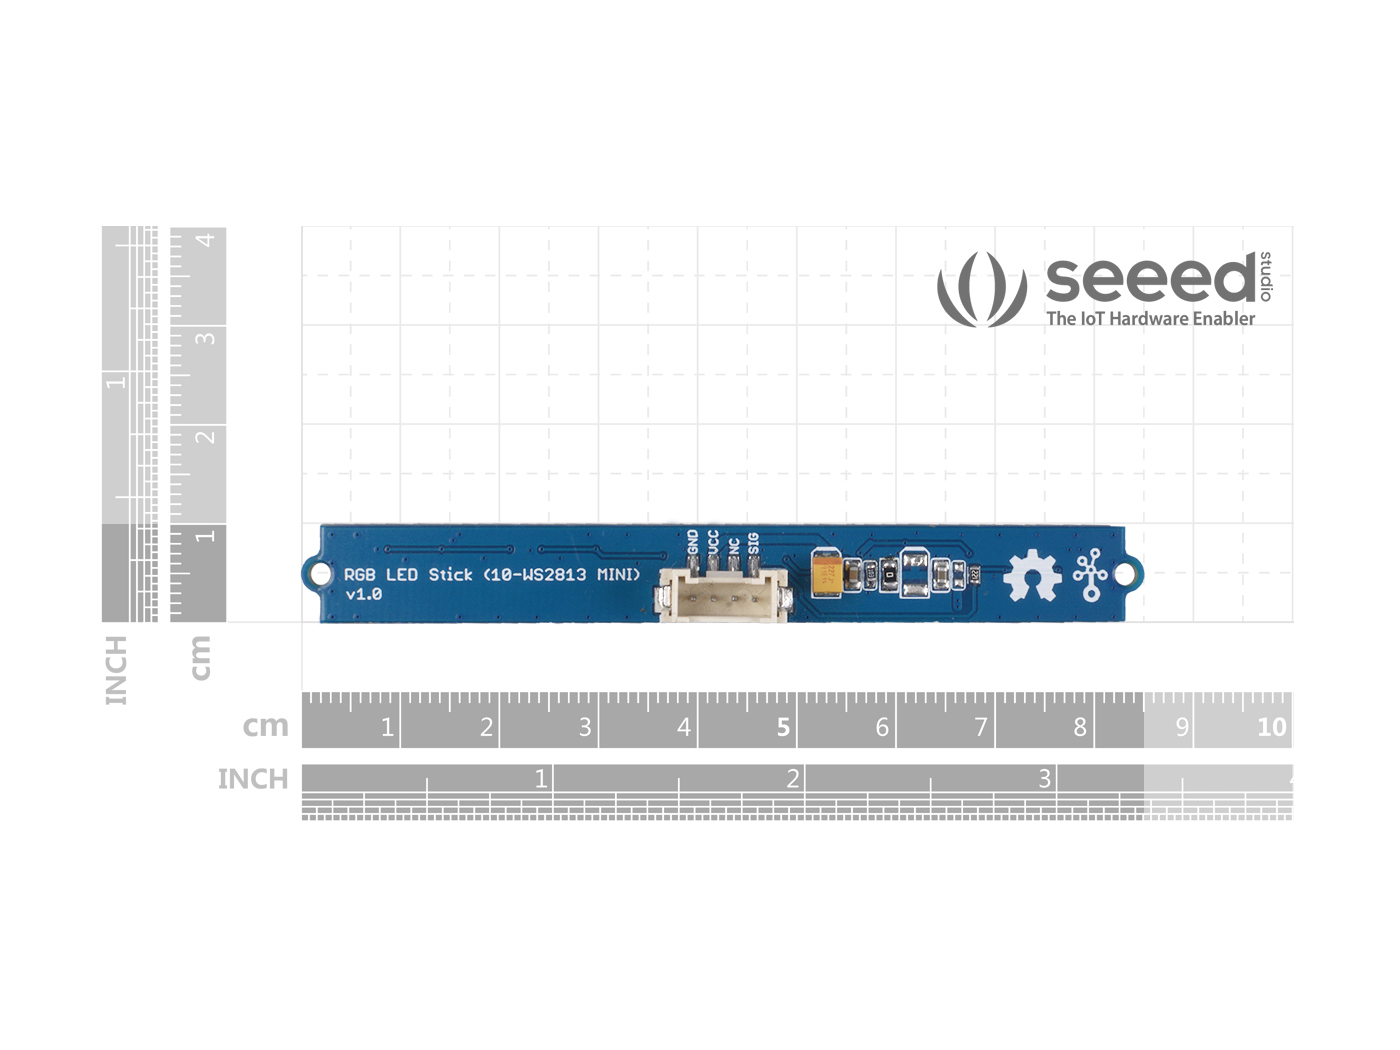 seeed
studio
The IoT Hardware Enabler
4
3
2
1
cm
1
INCH
GND
VCC
NC
SIG
RGB LED Stick (10-WS2813 MINI)
v1.0
cm 1 2 3 4 5 6 7 8 9 10
INCH 1 2 3